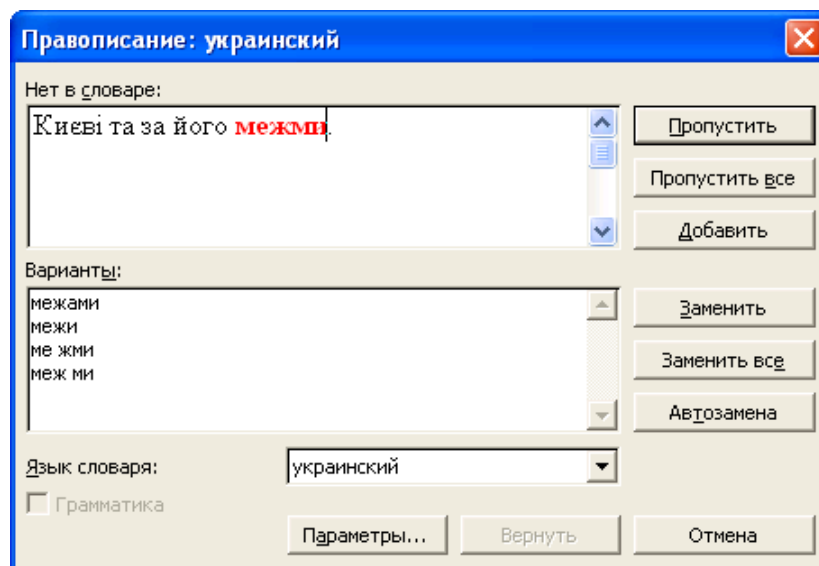 Правописание: украинский
Нет в словаре:
Києві та за його межми.
Пропустить
Пропустить все
Добавить
Варианты:
межами
межи
ме жми
меж ми
Заменить
Заменить все
Автозамена
Язык словаря:
украинский
Грамматика
Параметры...
Вернуть
Отмена